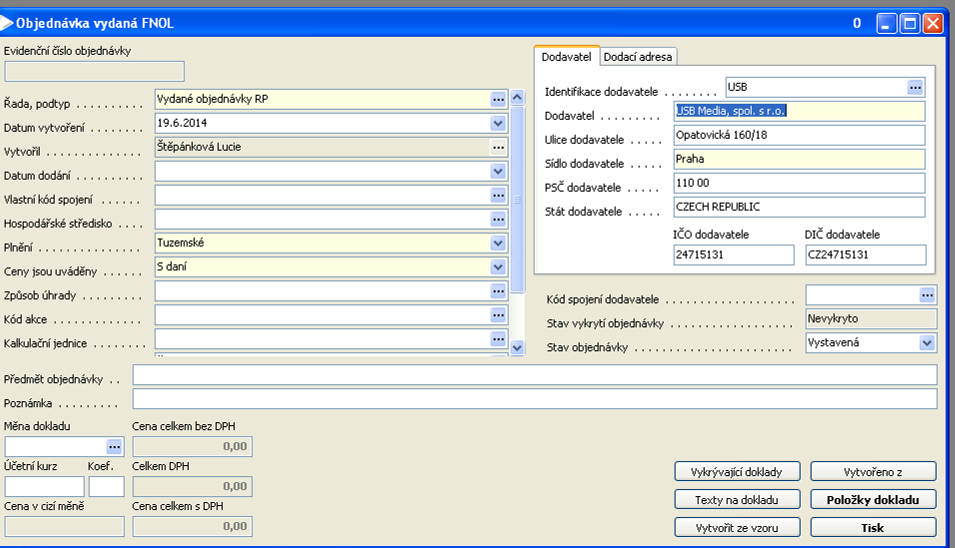 Objednávka vydaná FNOL 0
Evidenční číslo objednávky
Řada, podtyp . . . . . . . . . . Vydané objednávky RP
Datum vytvoření . . . . . . . . 19.6.2014
Vytvořil . . . . . . . . . . . . . Štěpánková Lucie
Datum dodání . . . . . . . . . .
Vlastní kód spojení . . . . . .
Hospodářské středisko . . . .
Plnění . . . . . . . . . . . . . . . Tuzemské
Ceny jsou uváděny . . . . . . S daní
Způsob úhrady . . . . . . . . .
Kód akce . . . . . . . . . . . . .
Kalkulační jednice . . . . . . . .
Dodavatel Dodací adresa
Identifikace dodavatele . . . . . . . . USB
Dodavatel . . . . . . . . . USB Media, spol. s r.o.
Ulice dodavatele . . . . . Opatovická 160/18
Sídlo dodavatele . . . . . Praha
PSČ dodavatele . . . . . 110 00
Stát dodavatele . . . . . CZECH REPUBLIC
IČO dodavatele DIČ dodavatele
24715131 CZ24715131
Kód spojení dodavatele . . . . . . . . . . . . . . . . . . .
Stav vykrytí objednávky . . . . . . . . . . . . . . . . . . Nevykryto
Stav objednávky . . . . . . . . . . . . . . . . . . . . . . . Vystavená
Předmět objednávky . .
Poznámka . . . . . . . . .
Měna dokladu Cena celkem bez DPH
0,00
Účetní kurz Koef. Celkem DPH
0,00
Cena v cizí měně Cena celkem s DPH
0,00
Vykrývající doklady Vytvořeno z
Texty na dokladu Položky dokladu
Vytvořit ze vzoru Tisk